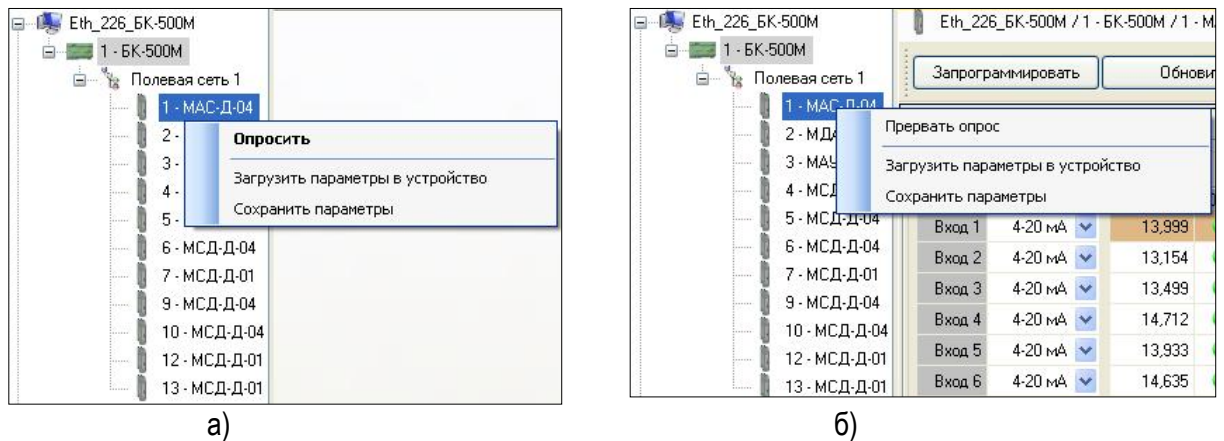 Eth_226_БК-500М
1 - БК-500М
Полевая сеть 1
1 - МАС-Д-04
2 -
3 -
4 -
5 -
6 - МСД-Д-04
7 - МСД-Д-01
9 - МСД-Д-04
10 - МСД-Д-04
12 - МСД-Д-01
13 - МСД-Д-01
Опросить
Загрузить параметры в устройство
Сохранить параметры
а)
Eth_226_БК-500М
1 - БК-500М
Полевая сеть 1
1 - МАС-Д-04
2 - МДА
3 - МАУ
4 - МСД
5 - МСД-Д-04
6 - МСД-Д-04
7 - МСД-Д-01
9 - МСД-Д-04
10 - МСД-Д-04
12 - МСД-Д-01
13 - МСД-Д-01
Eth_226_БК-500М / 1 - БК-500М / 1 - М
Запрограммировать Обнови
Прервать опрос
Загрузить параметры в устройство
Сохранить параметры
Вход 1 4-20 мА 13,999
Вход 2 4-20 мА 13,154
Вход 3 4-20 мА 13,499
Вход 4 4-20 мА 14,712
Вход 5 4-20 мА 13,933
Вход 6 4-20 мА 14,635
б)